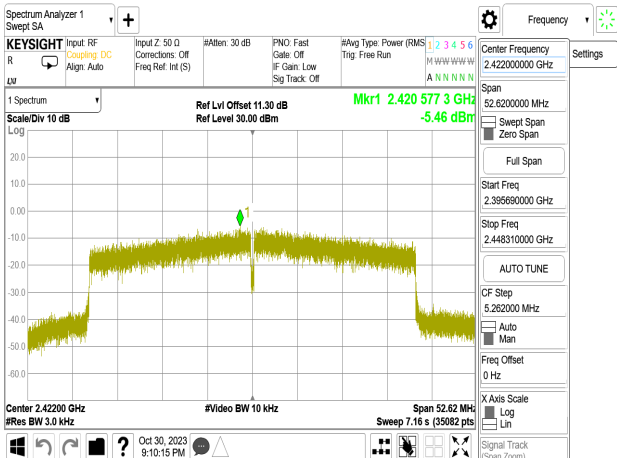 Spectrum Analyzer 1
Swept SA
Frequency
KEYSIGHT
R
Input: RF
Coupling: DC
Align: Auto
Input Z: 50 Ω
Corrections: Off
Freq Ref: Int (S)
#Atten: 30 dB
PNO: Fast
Gate: Off
IF Gain: Low
Sig Track: Off
#Avg Type: Power (RMS
Trig: Free Run
1 2 3 4 5 6
M W W W W W
A N N N N N
LXI
1 Spectrum
Scale/Div 10 dB
Log
Ref Lvl Offset 11.30 dB
Ref Level 30.00 dBm
Mkr1 2.420 577 3 GHz
-5.46 dBm
20.0
10.0
0.00
-10.0
-20.0
-30.0
-40.0
-50.0
-60.0
1
Center 2.42200 GHz
#Res BW 3.0 kHz
#Video BW 10 kHz
Span 52.62 MHz
Sweep 7.16 s (35082 pts
Oct 30, 2023
9:10:15 PM
Center Frequency
2.422000000 GHz
Settings
Span
52.6200000 MHz
Swept Span
Zero Span
Full Span
Start Freq
2.395690000 GHz
Stop Freq
2.448310000 GHz
AUTO TUNE
CF Step
5.262000 MHz
Auto
Man
Freq Offset
0 Hz
X Axis Scale
Log
Lin
Signal Track
(Span Zoom)